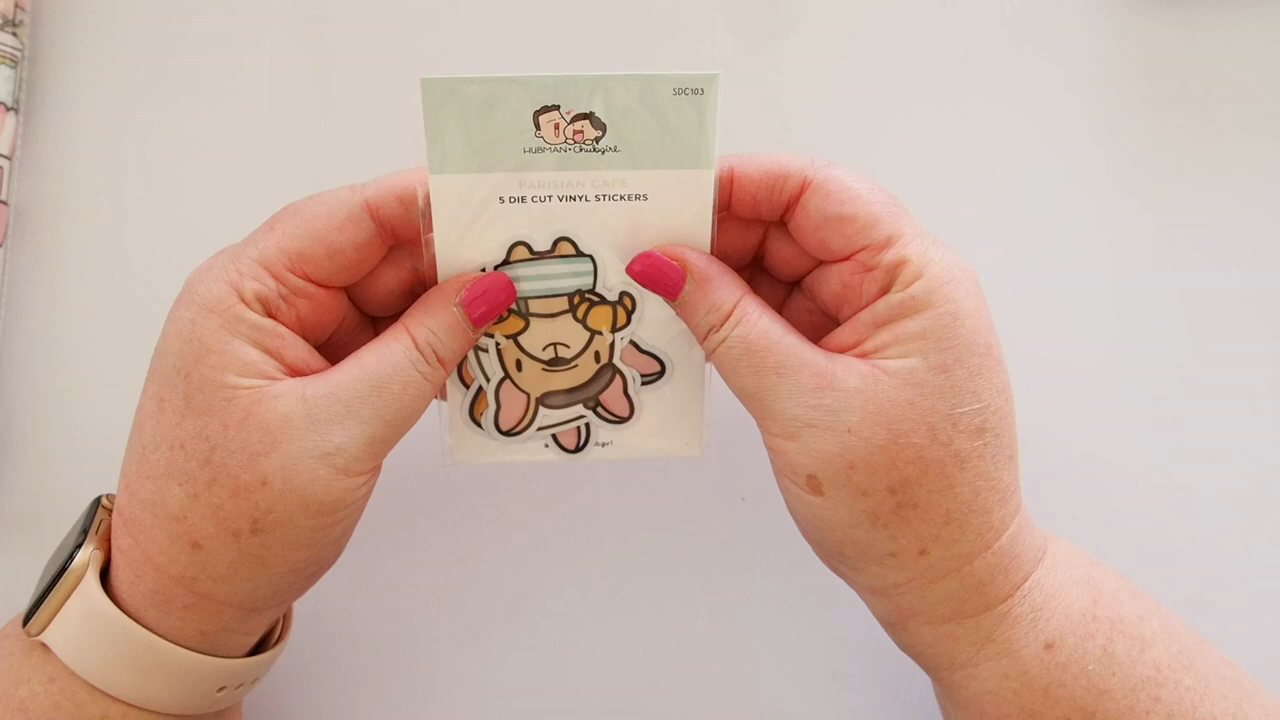 SDC103
HUBMAN + Chubgirl
PARISIAN CAFE
5 DIE CUT VINYL STICKERS